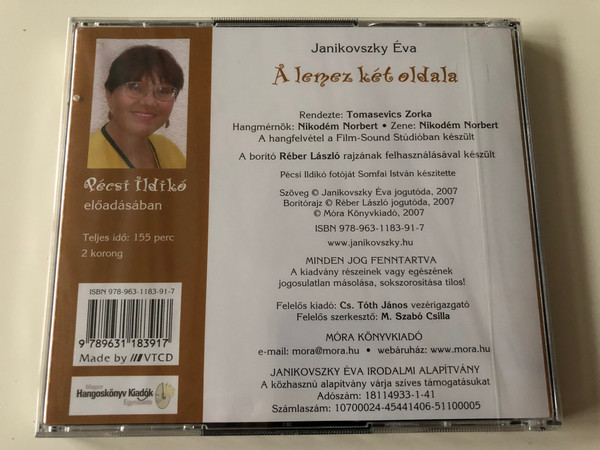 Pécsi Ildikó
előadásában
Teljes idő: 155 perc
2 korong
ISBN 978-963-1183-91-7
9 789631 183917
Made by VTCD
Magyar
Hangoskönyv Kiadók
Egyesülete
Janikovszky Éva
A lemez két oldala
Rendezte: Tomasevics Zorka
Hangmérnök: Nikodém Norbert • Zene: Nikodém Norbert
A hangfelvétel a Film-Sound Stúdióban készült
A borító Réber László rajzának felhasználásával készült
Pécsi Ildikó fotóját Somfai István készítette
Szöveg © Janikovszky Éva jogutóda, 2007
Borítórajz © Réber László jogutóda, 2007
© Móra Könyvkiadó, 2007
ISBN 978-963-1183-91-7
www.janikovszky.hu
MINDEN JOG FENNTARTVA
A kiadvány részeinek vagy egészének
jogosulatlan másolása, sokszorosítása tilos!
Felelős kiadó: Cs. Tóth János vezérigazgató
Felelős szerkesztő: M. Szabó Csilla
MÓRA KÖNYVKIADÓ
e-mail: mora@mora.hu • webáruház: www.mora.hu
JANIKOVSZKY ÉVA IRODALMI ALAPÍTVÁNY
A közhasznú alapítvány várja szíves támogatásukat
Adószám: 18114933-1-41
Számlaszám: 10700024-45441406-51100005